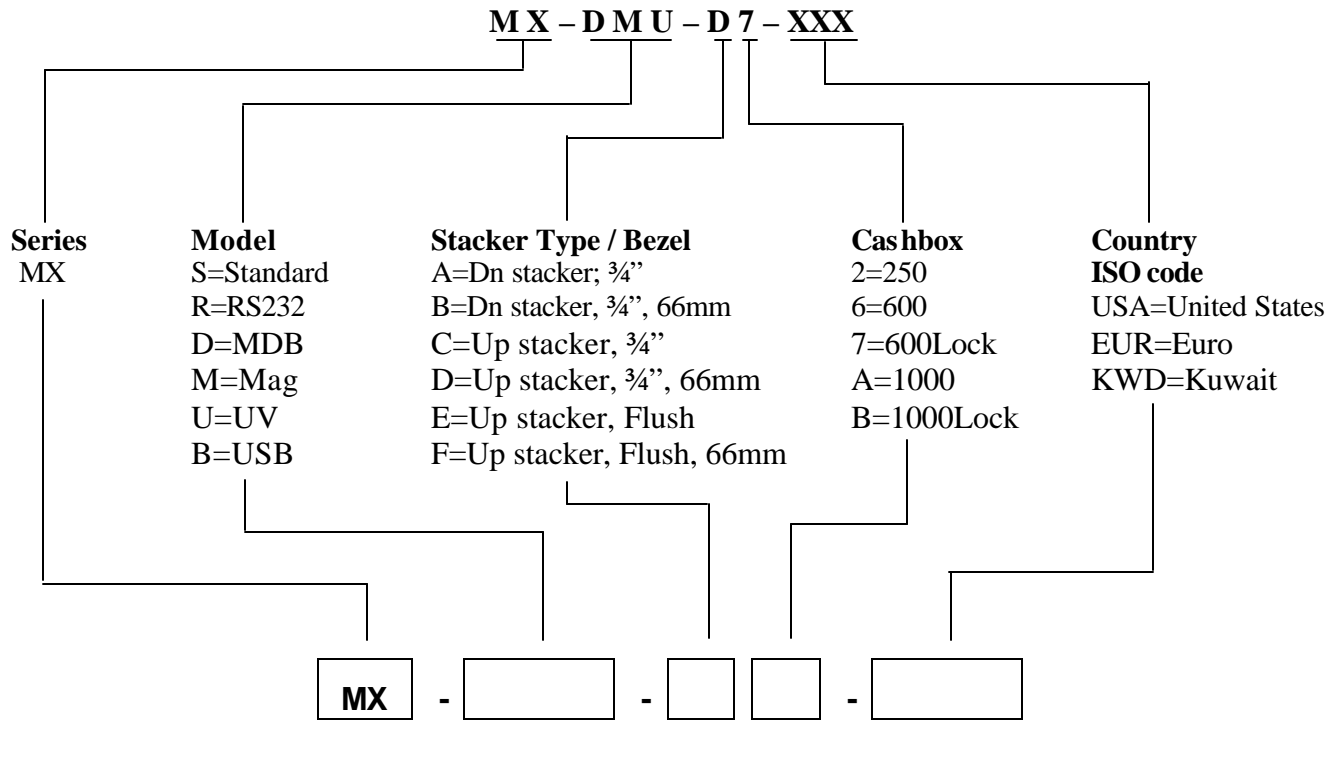 MX – DMU – D7 – XXX
Series
MX
Model
S=Standard
R=RS232
D=MDB
M=Mag
U=UV
B=USB
Stacker Type / Bezel
A=Dn stacker; ¾”
B=Dn stacker, ¾”, 66mm
C=Up stacker, ¾”
D=Up stacker, ¾”, 66mm
E=Up stacker, Flush
F=Up stacker, Flush, 66mm
Cashbox
2=250
6=600
7=600Lock
A=1000
B=1000Lock
Country
ISO code
USA=United States
EUR=Euro
KWD=Kuwait
MX - - -